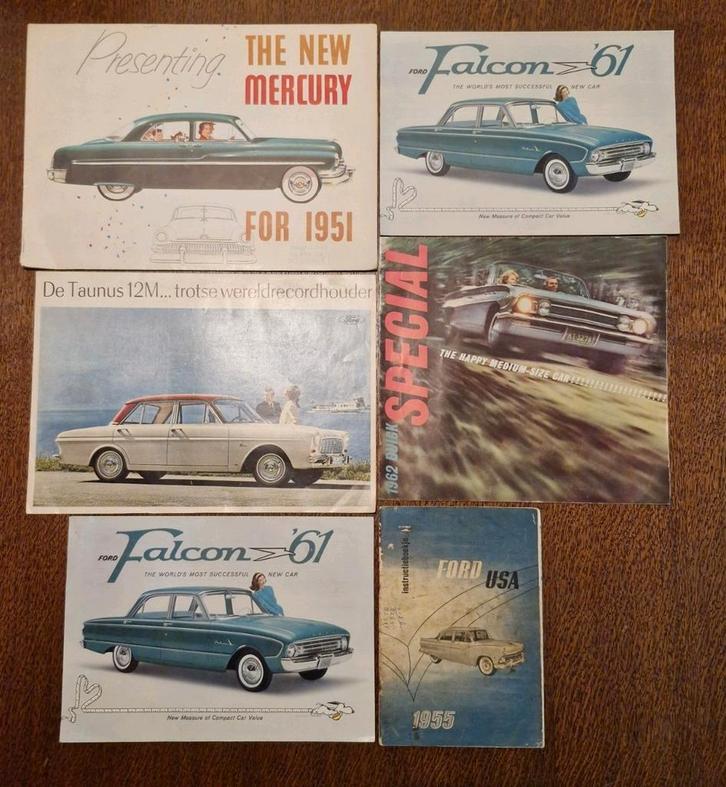 Presenting
THE NEW
MERCURY
FOR 1951
FORD Falcon '61
THE WORLD'S MOST SUCCESSFUL NEW CAR
New Measure of Compact Car Value
De Taunus 12M... trotse wereldrecordhouder
Ford
1962 BUICK SPECIAL
THE HAPPY MEDIUM-SIZE CAR
FORD Falcon '61
THE WORLD'S MOST SUCCESSFUL NEW CAR
New Measure of Compact Car Value
instructieboekje
FORD
USA
1955